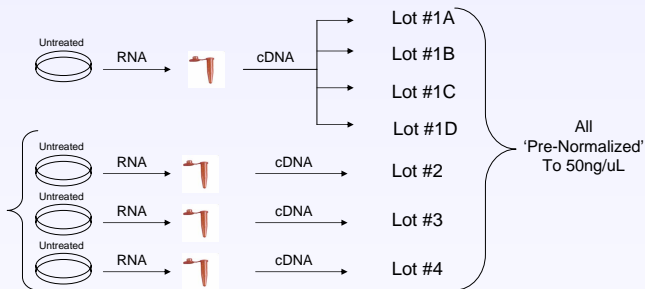 Untreated
RNA
cDNA
Lot #1A
Lot #1B
Lot #1C
Lot #1D
All
'Pre-Normalized'
To 50ng/uL
Untreated
RNA
cDNA
Lot #2
Untreated
RNA
cDNA
Lot #3
Untreated
RNA
cDNA
Lot #4